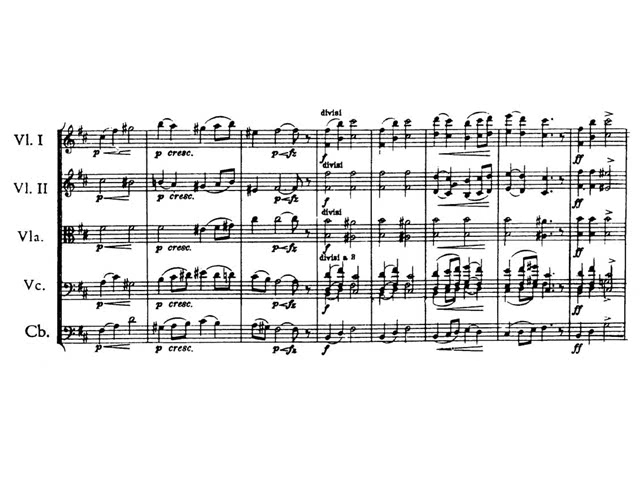 divisi
Vl. I
p p cresc. p fz f ff
divisi
Vl. II
p p cresc. p fz f ff
divisi
Vla.
p p cresc. p fz f ff
divisi a 3
Vc.
p p cresc. p fz f ff
Cb.
p p cresc. p fz f ff